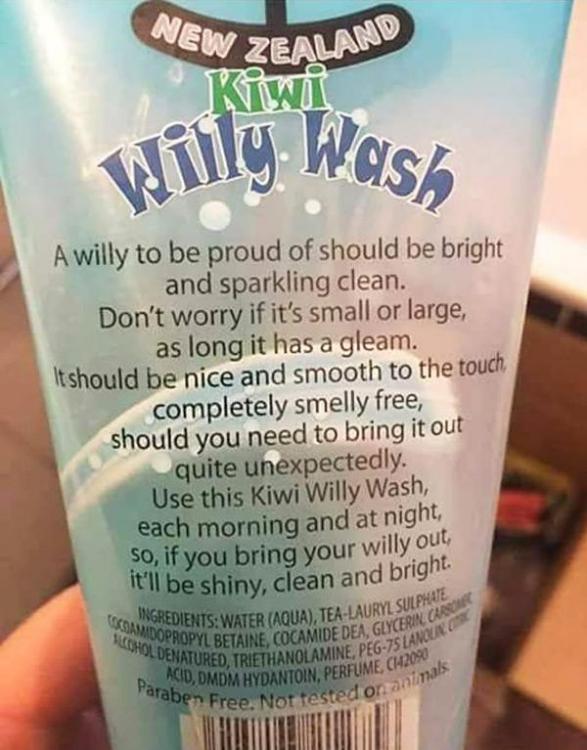 NEW ZEALAND
Kiwi
Willy Wash
A willy to be proud of should be bright
and sparkling clean.
Don't worry if it's small or large,
as long it has a gleam.
It should be nice and smooth to the touch,
completely smelly free,
should you need to bring it out
quite unexpectedly.
Use this Kiwi Willy Wash,
each morning and at night,
so, if you bring your willy out,
it'll be shiny, clean and bright.
INGREDIENTS: WATER (AQUA), TEA-LAURYL SULPHATE,
COCOAMIDOPROPYL BETAINE, COCAMIDE DEA, GLYCERIN, CARBOMER,
ALCOHOL DENATURED, TRIETHANOLAMINE, PEG-75 LANOLIN, CITRIC
ACID, DMDM HYDANTOIN, PERFUME, CI42090
Paraben Free. Not tested on animals.